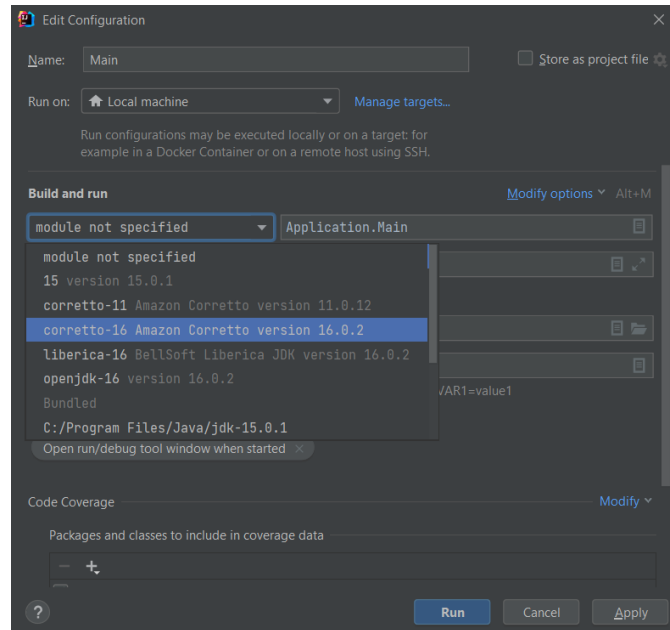 Edit Configuration
Name: Main Store as project file
Run on: Local machine Manage targets...
Run configurations may be executed locally or on a target: for
example in a Docker Container or on a remote host using SSH.
Build and run Modify options Alt+M
module not specified Application.Main
module not specified
15 version 15.0.1
corretto-11 Amazon Corretto version 11.0.12
corretto-16 Amazon Corretto version 16.0.2
liberica-16 BellSoft Liberica JDK version 16.0.2
openjdk-16 version 16.0.2
Bundled VAR1=value1
C:/Program Files/Java/jdk-15.0.1
Open run/debug tool window when started
Code Coverage Modify
Packages and classes to include in coverage data
Run Cancel Apply